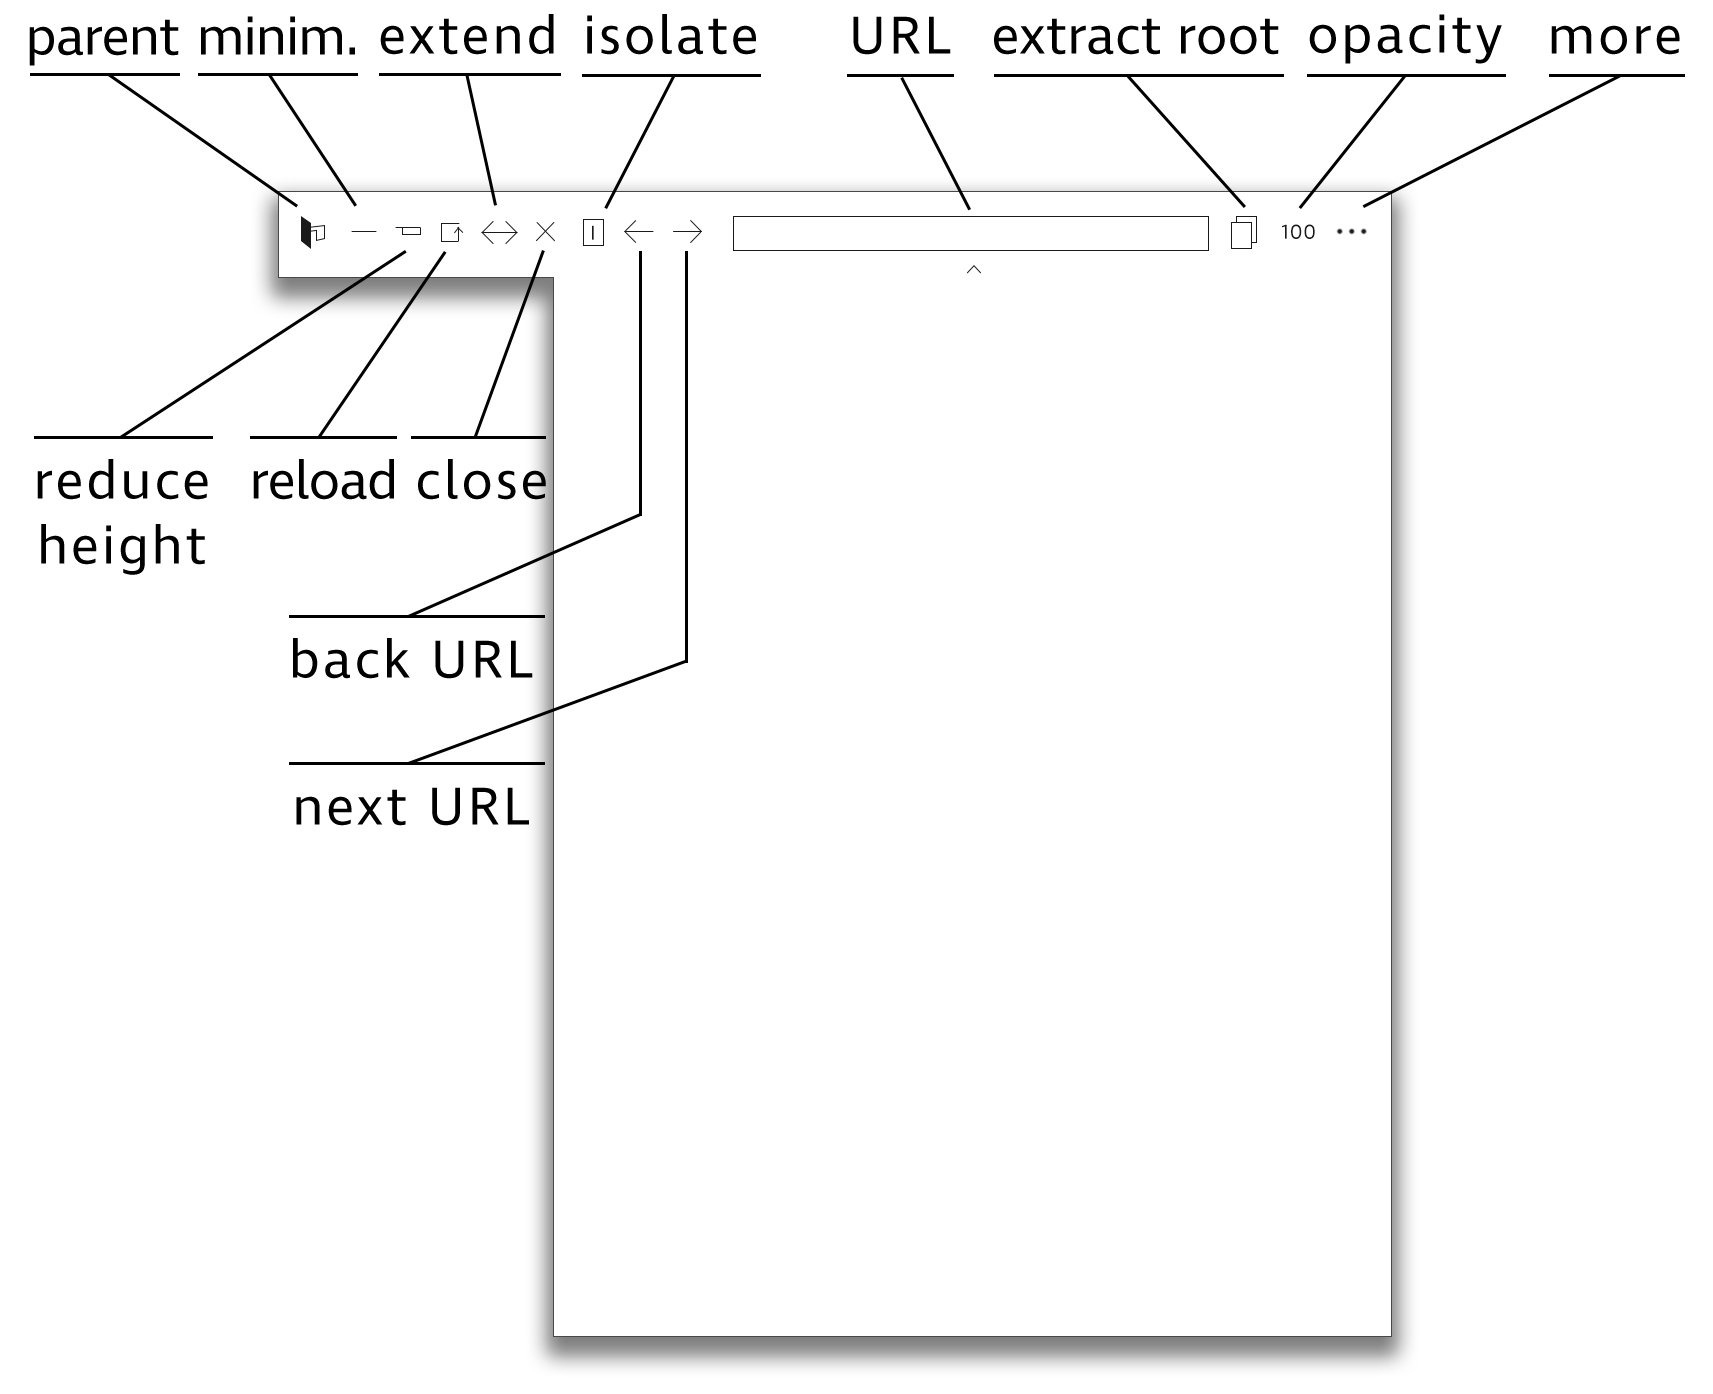 parent minim. extend isolate URL extract root opacity more
100
reduce height
reload close
back URL
next URL